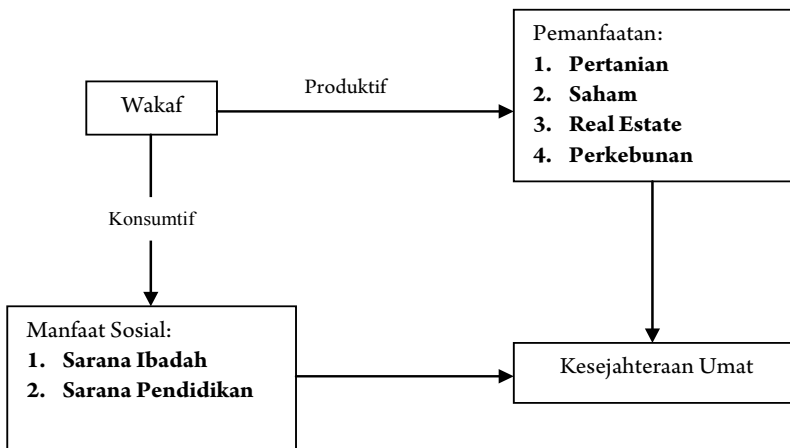 Pemanfaatan:
1. Pertanian
2. Saham
3. Real Estate
4. Perkebunan
Wakaf
Produktif
Konsumtif
Manfaat Sosial:
1. Sarana Ibadah
2. Sarana Pendidikan
Kesejahteraan Umat